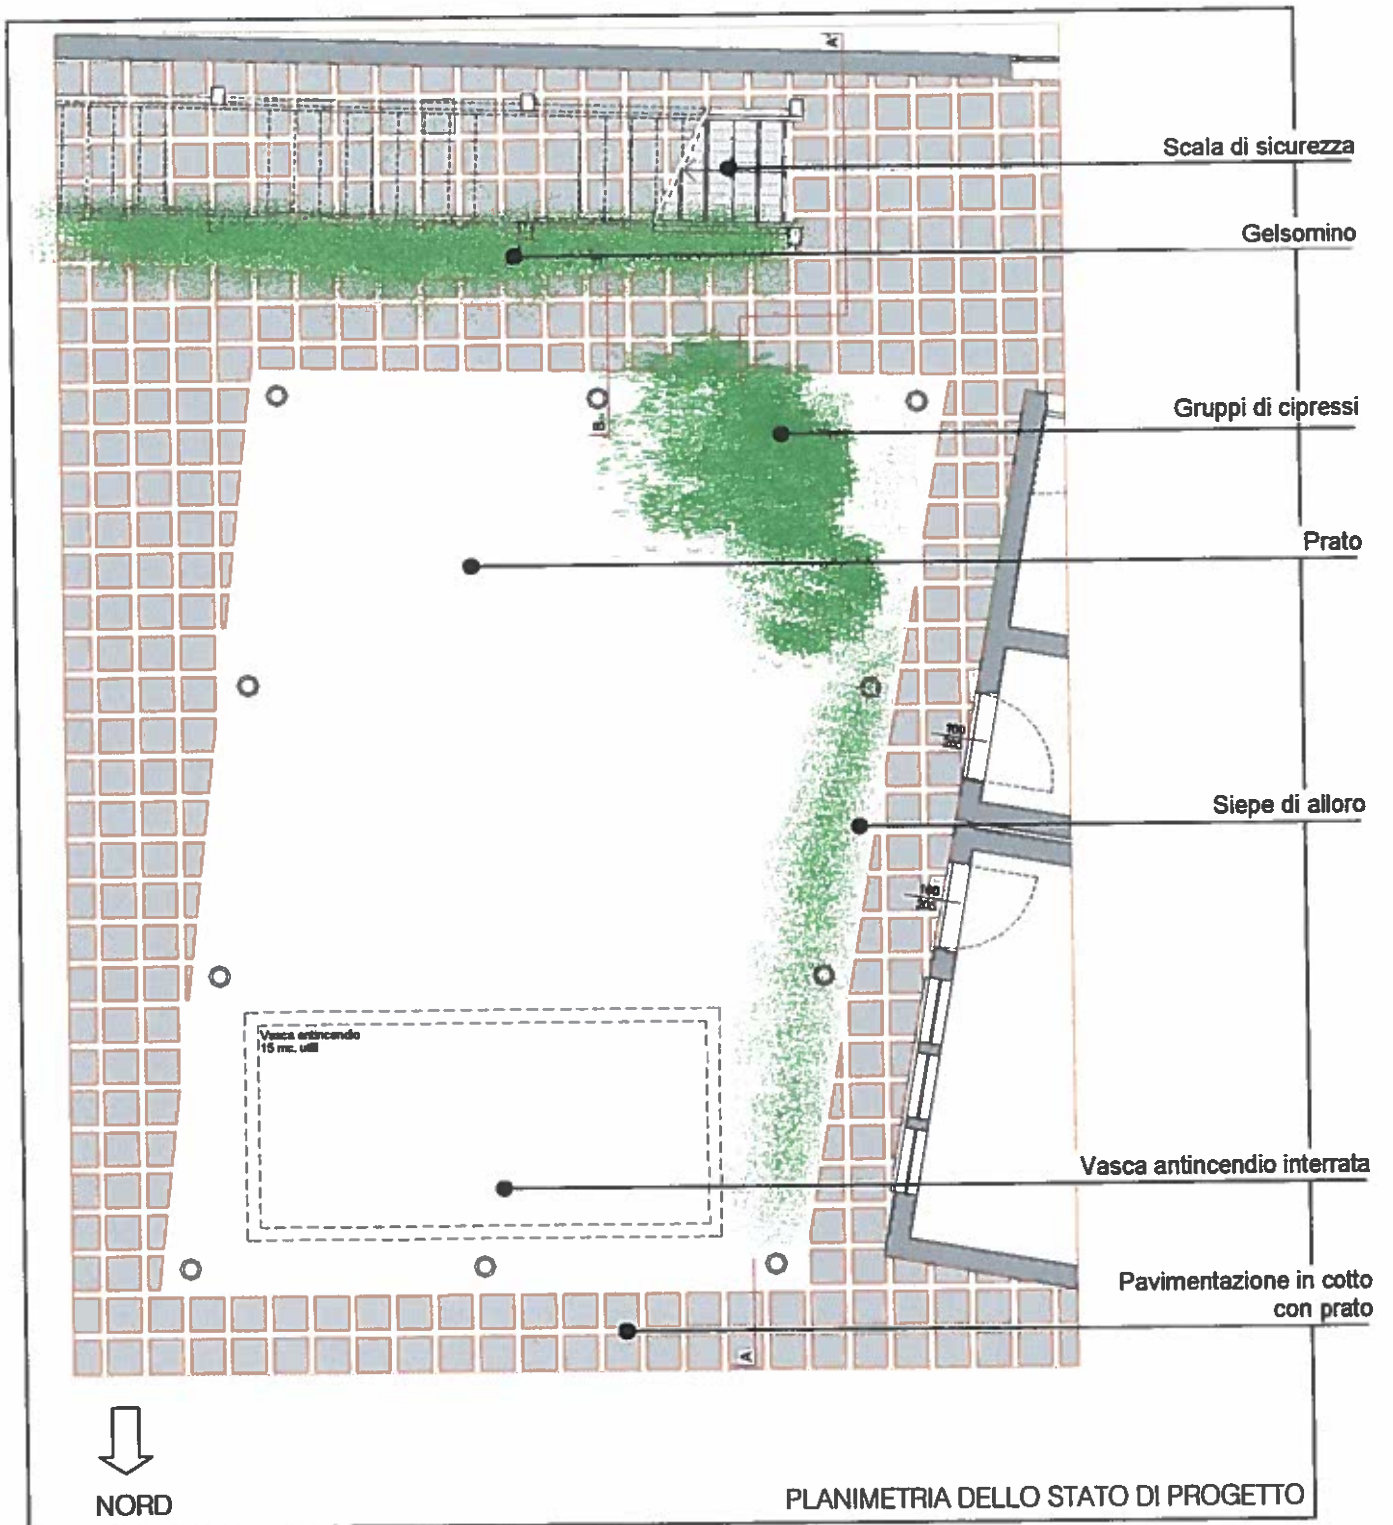 A'
Scala di sicurezza
Gelsomino
Gruppi di cipressi
B
Prato
Siepe di alloro
Vasca antincendio
15 mc. utili
Vasca antincendio interrata
Pavimentazione in cotto
con prato
A
NORD
PLANIMETRIA DELLO STATO DI PROGETTO